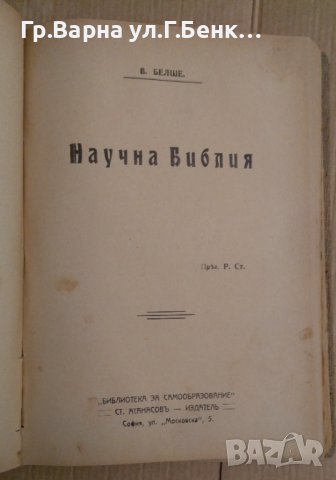 Гр.Варна ул.Г.Бенк...
В. БЕЛШЕ.
Научна Библия
Прѣв. Р. Ст.
„БИБЛИОТЕКА ЗА САМООБРАЗОВАНИЕ"
СТ. АТАНАСОВЪ — ИЗДАТЕЛЬ
София, ул. „Московска", 5.
BAZAR